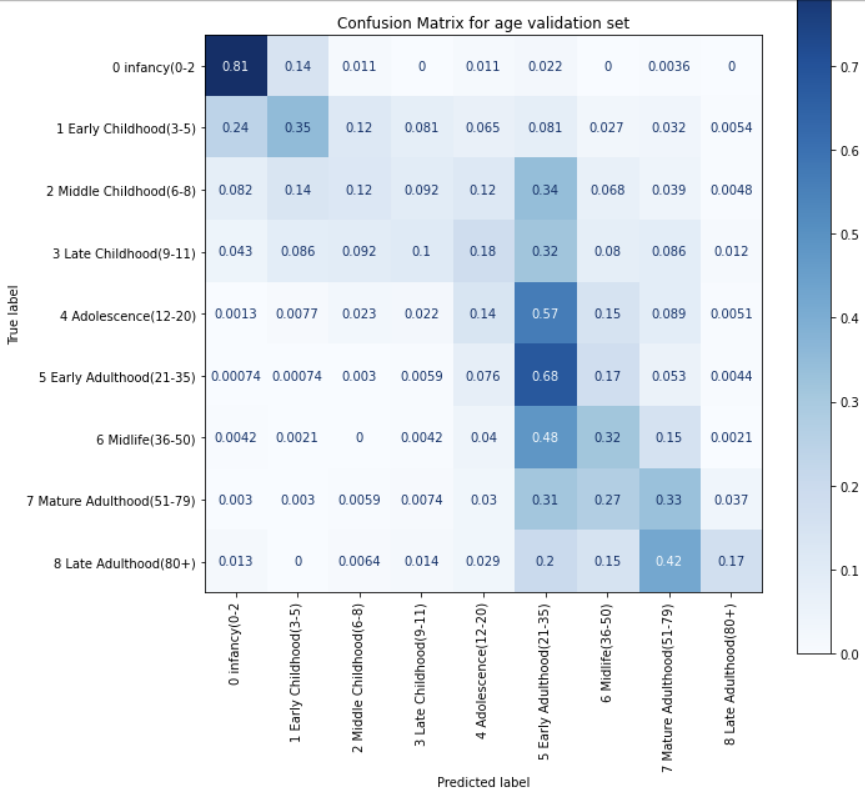 Confusion Matrix for age validation set
True label
0 infancy(0-2 0.81 0.14 0.011 0 0.011 0.022 0 0.0036 0
1 Early Childhood(3-5) 0.24 0.35 0.12 0.081 0.065 0.081 0.027 0.032 0.0054
2 Middle Childhood(6-8) 0.082 0.14 0.12 0.092 0.12 0.34 0.068 0.039 0.0048
3 Late Childhood(9-11) 0.043 0.086 0.092 0.1 0.18 0.32 0.08 0.086 0.012
4 Adolescence(12-20) 0.0013 0.0077 0.023 0.022 0.14 0.57 0.15 0.089 0.0051
5 Early Adulthood(21-35) 0.00074 0.00074 0.003 0.0059 0.076 0.68 0.17 0.053 0.0044
6 Midlife(36-50) 0.0042 0.0021 0 0.0042 0.04 0.48 0.32 0.15 0.0021
7 Mature Adulthood(51-79) 0.003 0.003 0.0059 0.0074 0.03 0.31 0.27 0.33 0.037
8 Late Adulthood(80+) 0.013 0 0.0064 0.014 0.029 0.2 0.15 0.42 0.17
0 infancy(0-2
1 Early Childhood(3-5)
2 Middle Childhood(6-8)
3 Late Childhood(9-11)
4 Adolescence(12-20)
5 Early Adulthood(21-35)
6 Midlife(36-50)
7 Mature Adulthood(51-79)
8 Late Adulthood(80+)
Predicted label
0.7
0.6
0.5
0.4
0.3
0.2
0.1
0.0